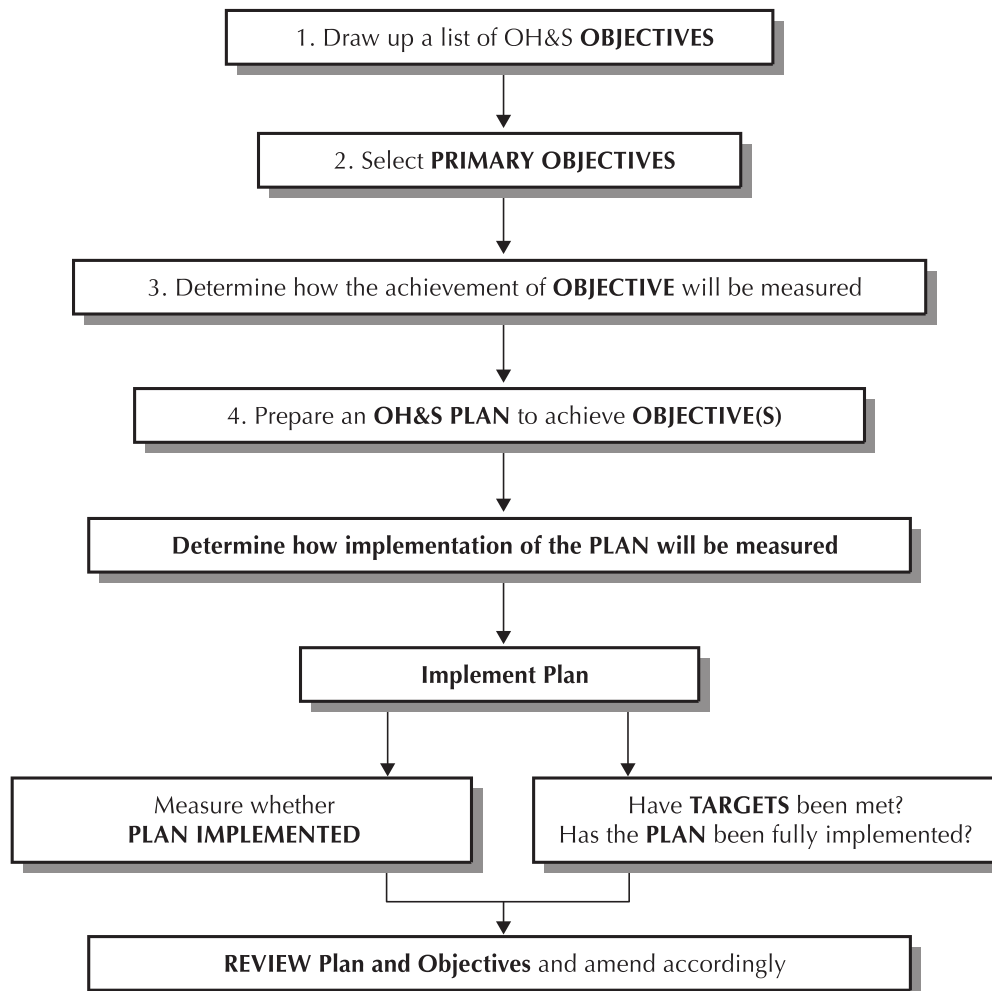 1. Draw up a list of OH&S OBJECTIVES
2. Select PRIMARY OBJECTIVES
3. Determine how the achievement of OBJECTIVE will be measured
4. Prepare an OH&S PLAN to achieve OBJECTIVE(S)
Determine how implementation of the PLAN will be measured
Implement Plan
Measure whether
PLAN IMPLEMENTED
Have TARGETS been met?
Has the PLAN been fully implemented?
REVIEW Plan and Objectives and amend accordingly